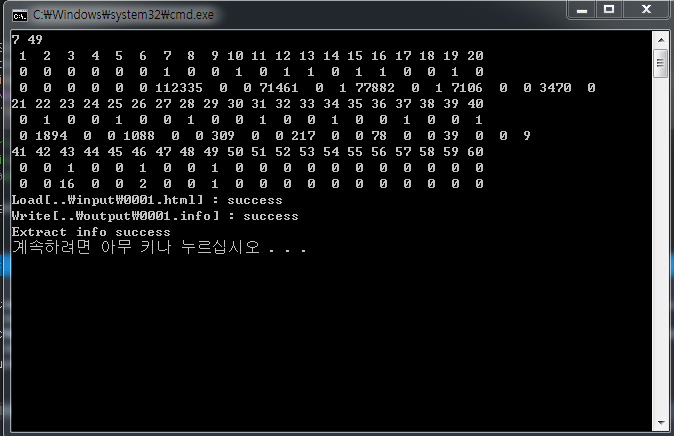 C:\Windows\system32\cmd.exe
7 49
1 2 3 4 5 6 7 8 9 10 11 12 13 14 15 16 17 18 19 20
0 0 0 0 0 0 1 0 0 1 0 1 1 0 1 1 0 0 1 0
0 0 0 0 0 0 112335 0 0 71461 0 1 77882 0 1 7106 0 0 3470 0
21 22 23 24 25 26 27 28 29 30 31 32 33 34 35 36 37 38 39 40
0 1 0 0 1 0 0 1 0 0 1 0 0 1 0 0 1 0 0 1
0 1894 0 0 1088 0 0 309 0 0 217 0 0 78 0 0 39 0 0 9
41 42 43 44 45 46 47 48 49 50 51 52 53 54 55 56 57 58 59 60
0 0 1 0 0 1 0 0 1 0 0 0 0 0 0 0 0 0 0 0
0 0 16 0 0 2 0 0 1 0 0 0 0 0 0 0 0 0 0 0
Load[..₩input₩0001.html] : success
Write[..₩output₩0001.info] : success
Extract info success
계속하려면 아무 키나 누르십시오 . . .